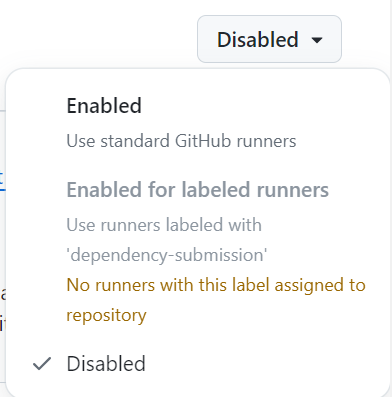 Disabled
Enabled
Use standard GitHub runners
Enabled for labeled runners
Use runners labeled with
'dependency-submission'
No runners with this label assigned to
repository
Disabled